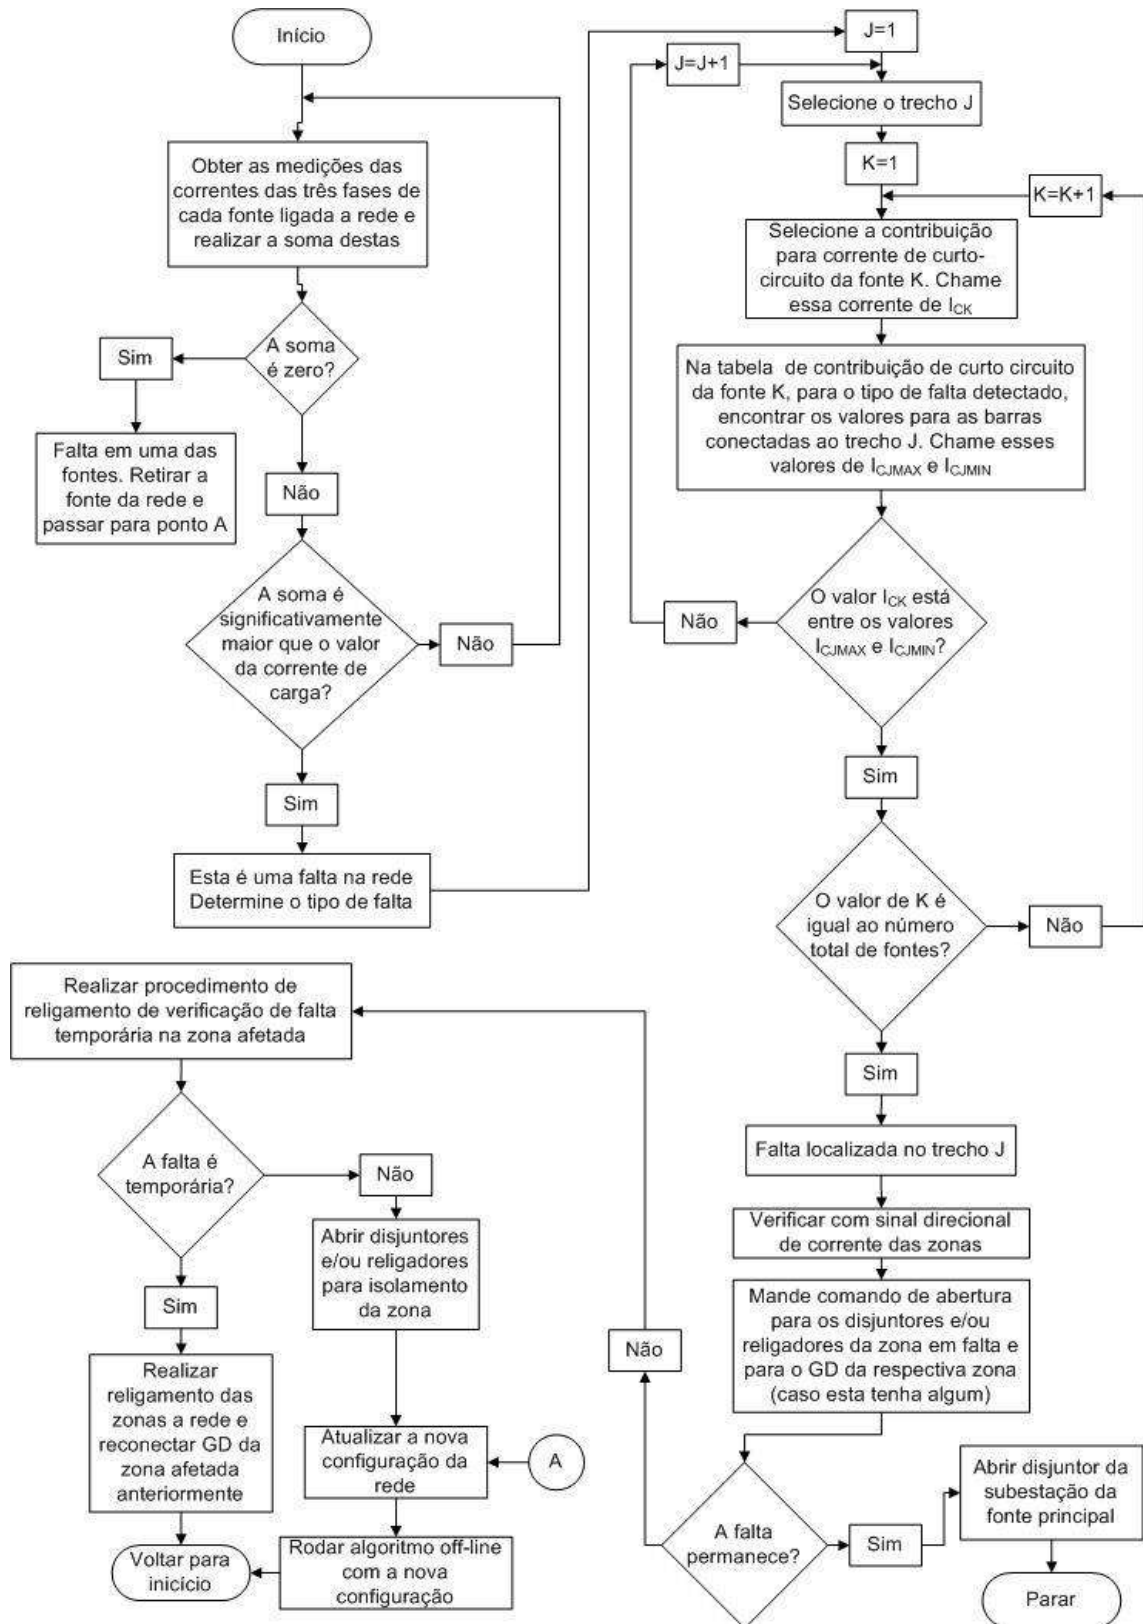 Início
Obter as medições das
correntes das três fases de
cada fonte ligada a rede e
realizar a soma destas
A soma
é zero?
Sim
Falta em uma das
fontes. Retirar a
fonte da rede e
passar para ponto A
Não
A soma é
significativamente
maior que o valor
da corrente de
carga?
Não
Sim
Esta é uma falta na rede
Determine o tipo de falta
J=1
J=J+1
Selecione o trecho J
K=1
K=K+1
Selecione a contribuição
para corrente de curto-
circuito da fonte K. Chame
essa corrente de ICK
Na tabela de contribuição de curto circuito
da fonte K, para o tipo de falta detectado,
encontrar os valores para as barras
conectadas ao trecho J. Chame esses
valores de ICJMAX e ICJMIN
O valor ICK está
entre os valores
ICJMAX e ICJMIN?
Não
Sim
O valor de K é
igual ao número
total de fontes?
Não
Sim
Falta localizada no trecho J
Verificar com sinal direcional
de corrente das zonas
Mande comando de abertura
para os disjuntores e/ou
religadores da zona em falta e
para o GD da respectiva zona
(caso esta tenha algum)
A falta
permanece?
Sim
Abrir disjuntor da
subestação da
fonte principal
Parar
Não
Realizar procedimento de
religamento de verificação de falta
temporária na zona afetada
A falta é
temporária?
Não
Abrir disjuntores
e/ou religadores
para isolamento
da zona
Sim
Realizar
religamento das
zonas a rede e
reconectar GD da
zona afetada
anteriormente
Atualizar a nova
configuração da
rede
A
Rodar algoritmo off-line
com a nova
configuração
Voltar para
inicício